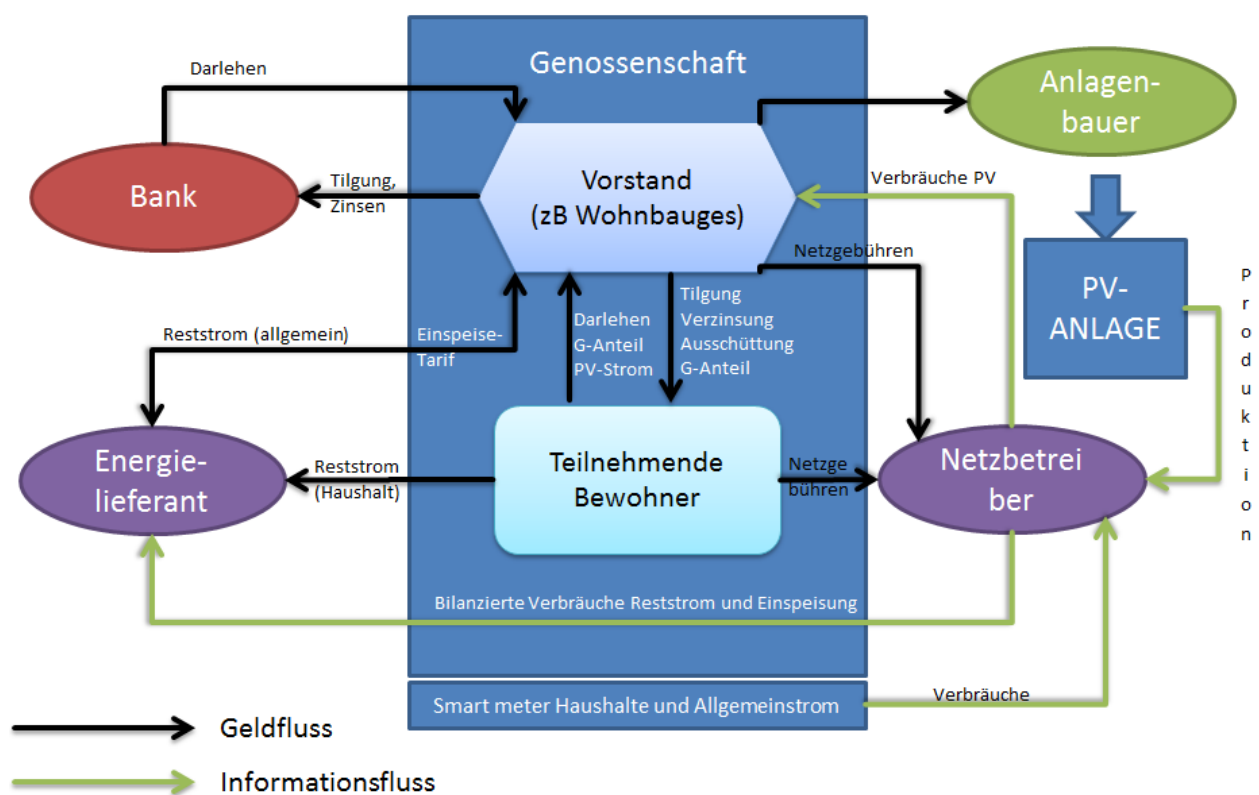 Genossenschaft
Darlehen
Anlagen-
bauer
Bank
Tilgung,
Zinsen
Vorstand
(zB Wohnbauges)
Verbräuche PV
Netzgebühren
PV-
ANLAGE
Produktion
Reststrom (allgemein)
Einspeise-
Tarif
Darlehen
G-Anteil
PV-Strom
Tilgung
Verzinsung
Ausschüttung
G-Anteil
Energie-
lieferant
Reststrom
(Haushalt)
Teilnehmende
Bewohner
Netzge
bühren
Netzbetrei
ber
Bilanzierte Verbräuche Reststrom und Einspeisung
Smart meter Haushalte und Allgemeinstrom
Verbräuche
Geldfluss
Informationsfluss